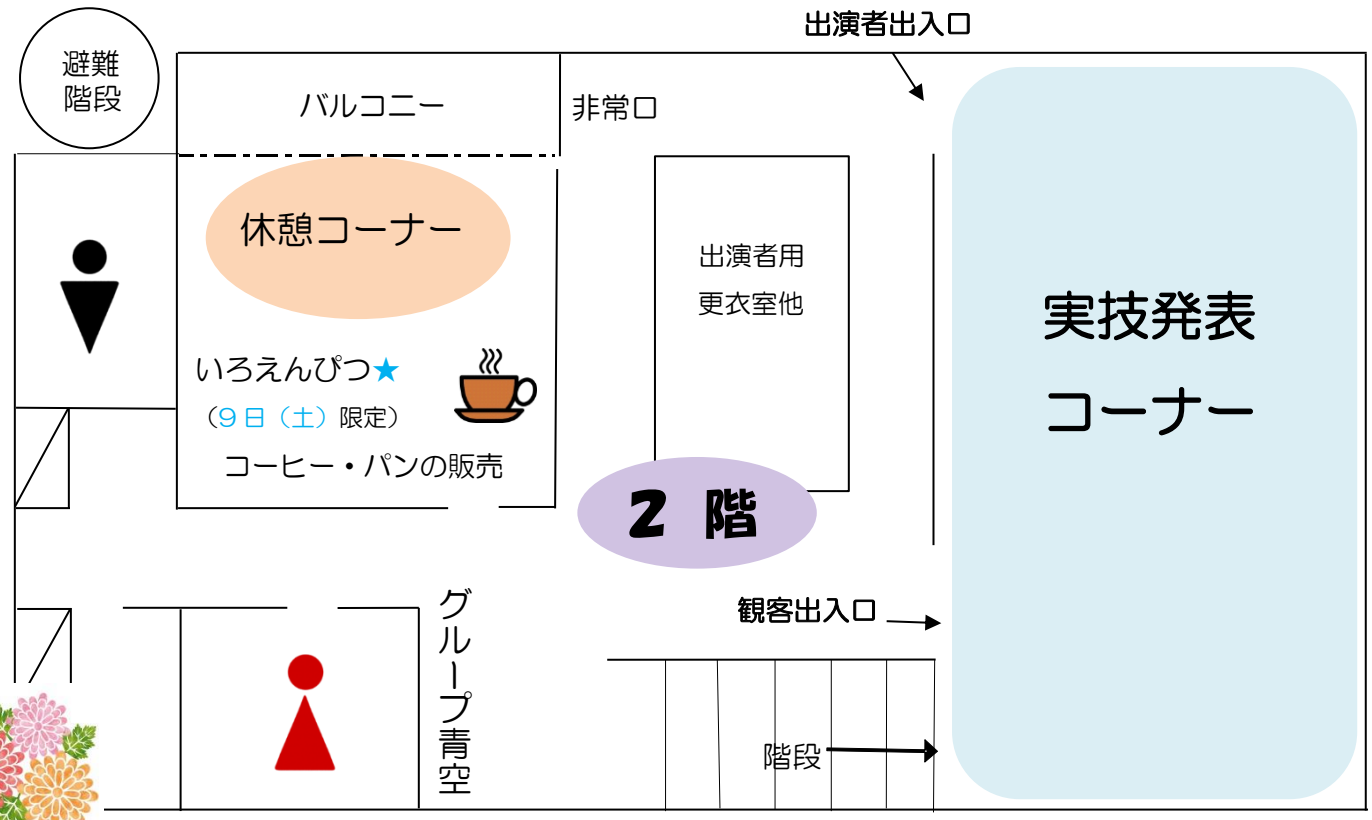 出演者出入口
避難
階段
バルコニー
非常口
休憩コーナー
出演者用
更衣室他
実技発表
コーナー
いろえんぴつ★
（9日（土）限定）
コーヒー・パンの販売
2 階
グループ青空
観客出入口
階段